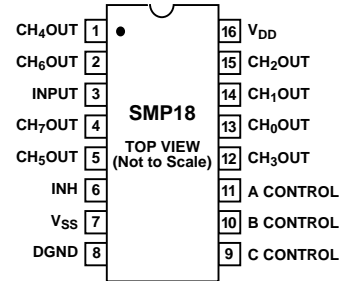 CH4OUT 1 16 VDD
CH6OUT 2 15 CH2OUT
INPUT 3 14 CH1OUT
CH7OUT 4 SMP18 13 CH0OUT
CH5OUT 5 TOP VIEW 12 CH3OUT
(Not to Scale)
INH 6 11 A CONTROL
VSS 7 10 B CONTROL
DGND 8 9 C CONTROL